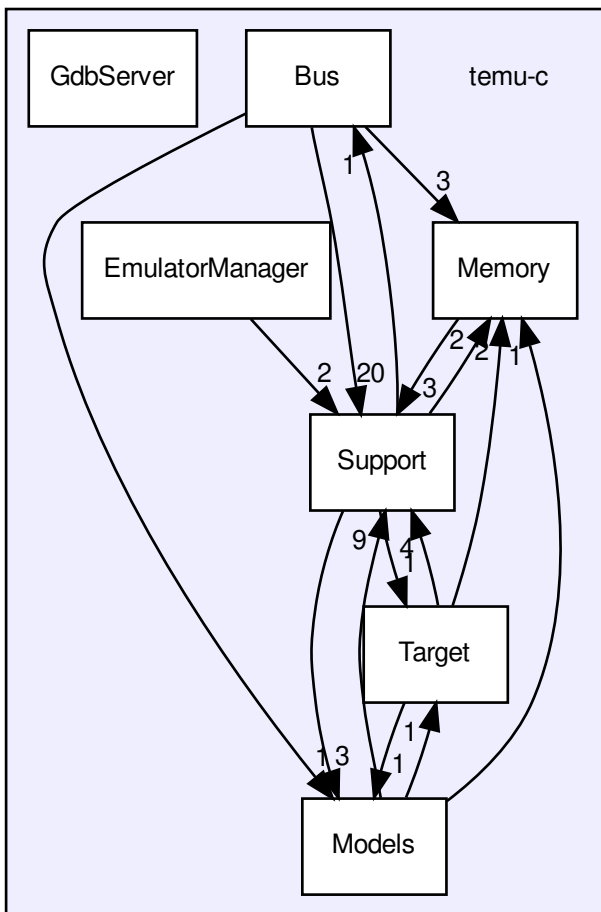 GdbServer
Bus
temu-c
1
3
EmulatorManager
Memory
2
20
2
2
1
3
Support
9
4
1
Target
1
1
3
1
Models